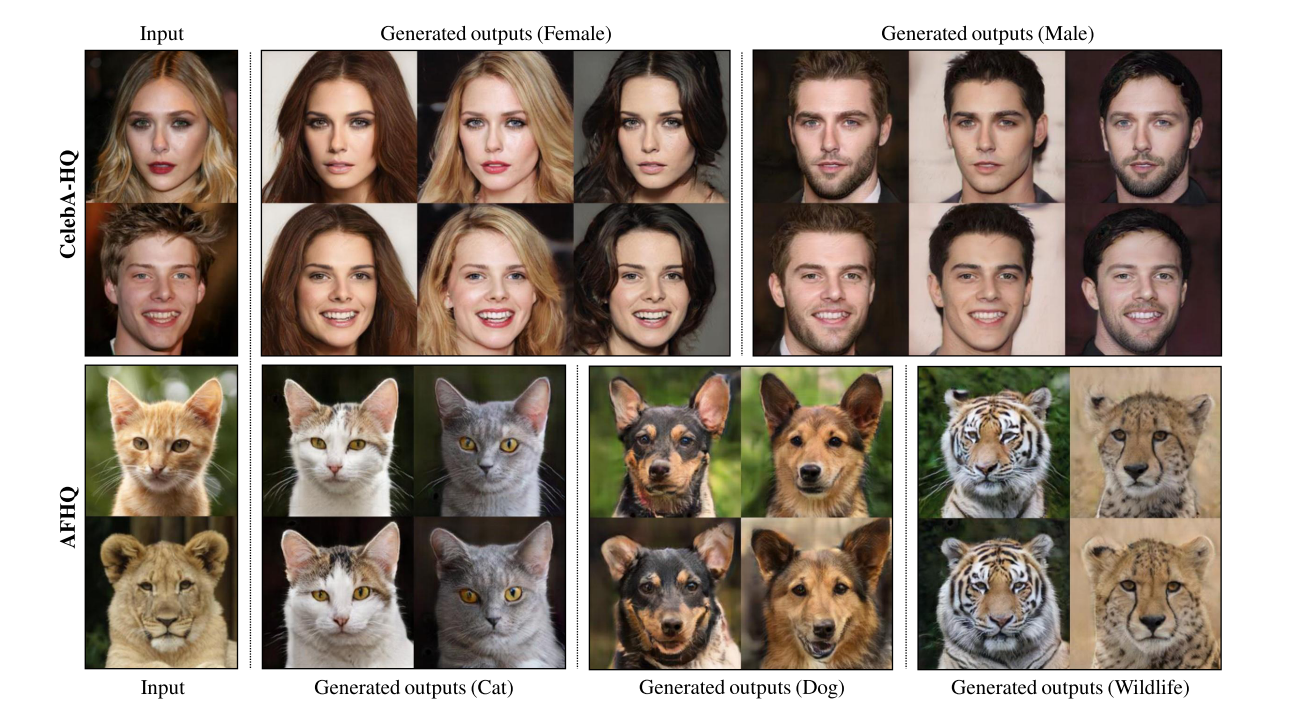 Input
Generated outputs (Female)
Generated outputs (Male)
CelebA-HQ
AFHQ
Input
Generated outputs (Cat)
Generated outputs (Dog)
Generated outputs (Wildlife)